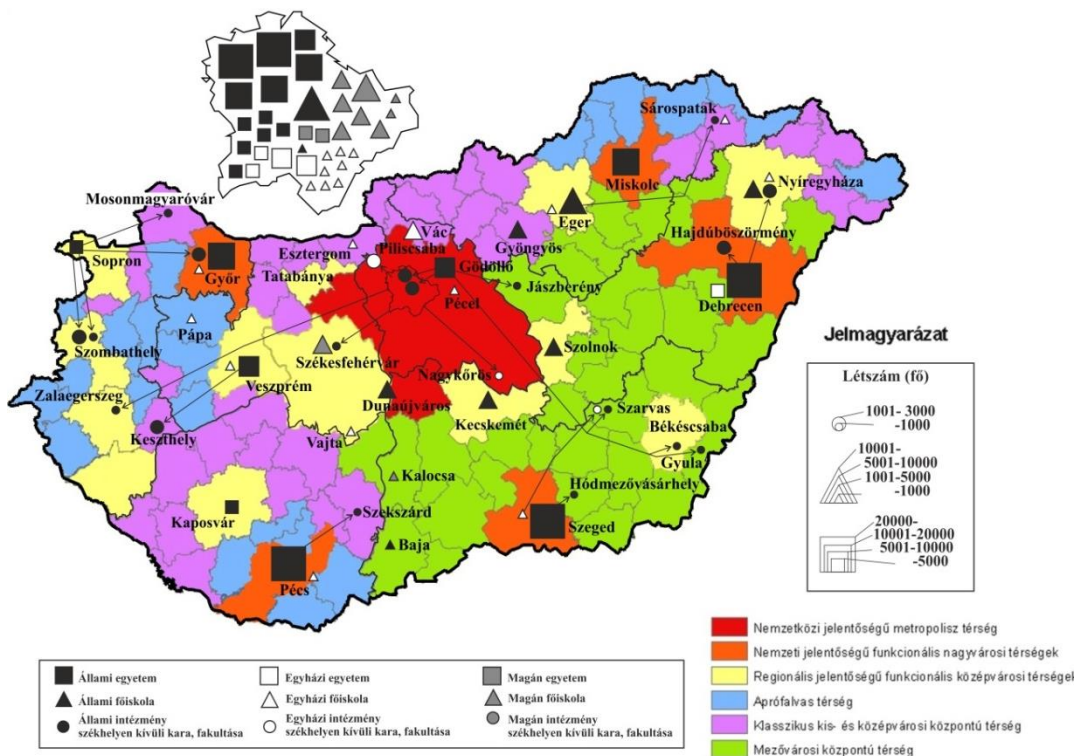 Sárospatak
Mosonmagyaróvár
Miskolc
Nyíregyháza
Eger
Vác
Hajdúböszörmény
Esztergom
Piliscsaba
Gyöngyös
Sopron
Győr
Tatabánya
Gödöllő
Jászberény
Pécel
Debrecen
Pápa
Szombathely
Székesfehérvár
Szolnok
Veszprém
Nagykőrös
Zalaegerszeg
Dunaújváros
Kecskemét
Szarvas
Keszthely
Békéscsaba
Vajta
Gyula
Kalocsa
Hódmezővásárhely
Kaposvár
Szekszárd
Szeged
Baja
Pécs
Jelmagyarázat
Létszám (fő)
1001- 3000
-1000
10001-
5001-10000
1001-5000
-1000
20000-
10001-20000
5001-10000
-5000
Állami egyetem
Állami főiskola
Állami intézmény
székhelyen kívüli kara, fakultása
Egyházi egyetem
Egyházi főiskola
Egyházi intézmény
székhelyen kívüli kara, fakultása
Magán egyetem
Magán főiskola
Magán intézmény
székhelyen kívüli kara, fakultása
Nemzetközi jelentőségű metropolisz térség
Nemzeti jelentőségű funkcionális nagyvárosi térségek
Regionális jelentőségű funkcionális középvárosi térségek
Aprófalvas térség
Klasszikus kis- és középvárosi központú térség
Mezővárosi központú térség